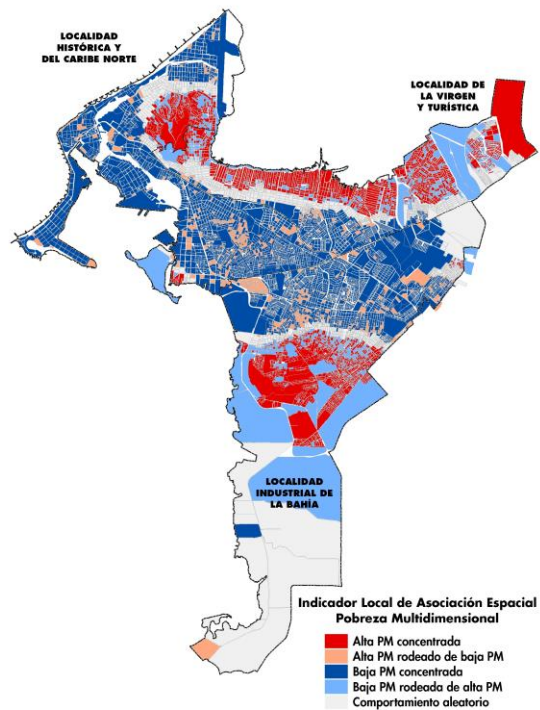 LOCALIDAD
HISTÓRICA Y
DEL CARIBE NORTE
LOCALIDAD DE
LA VIRGEN
Y TURÍSTICA
LOCALIDAD
INDUSTRIAL DE
LA BAHÍA
Indicador Local de Asociación Espacial
Pobreza Multidimensional
Alta PM concentrada
Alta PM rodeado de baja PM
Baja PM concentrada
Baja PM rodeada de alta PM
Comportamiento aleatorio